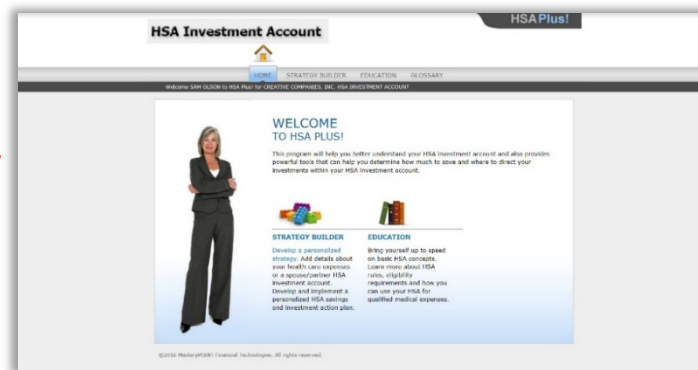 HSA Plus!
HSA Investment Account
HOME STRATEGY BUILDER EDUCATION GLOSSARY
Welcome SAM OLSON to HSA Plus! for CREATIVE COMPANIES, INC. HSA INVESTMENT ACCOUNT
WELCOME
TO HSA PLUS!
This program will help you better understand your HSA investment account and also provides
powerful tools that can help you determine how much to save and where to direct your
investments within your HSA investment account.
STRATEGY BUILDER
Develop a personalized
strategy. Add details about
your health care expenses
or a spouse/partner HSA
investment account.
Develop and implement a
personalized HSA savings
and investment action plan.
EDUCATION
Bring yourself up to speed
on basic HSA concepts.
Learn more about HSA
rules, eligibility
requirements and how you
can use your HSA for
qualified medical expenses.
Financial Technologies. All rights reserved.